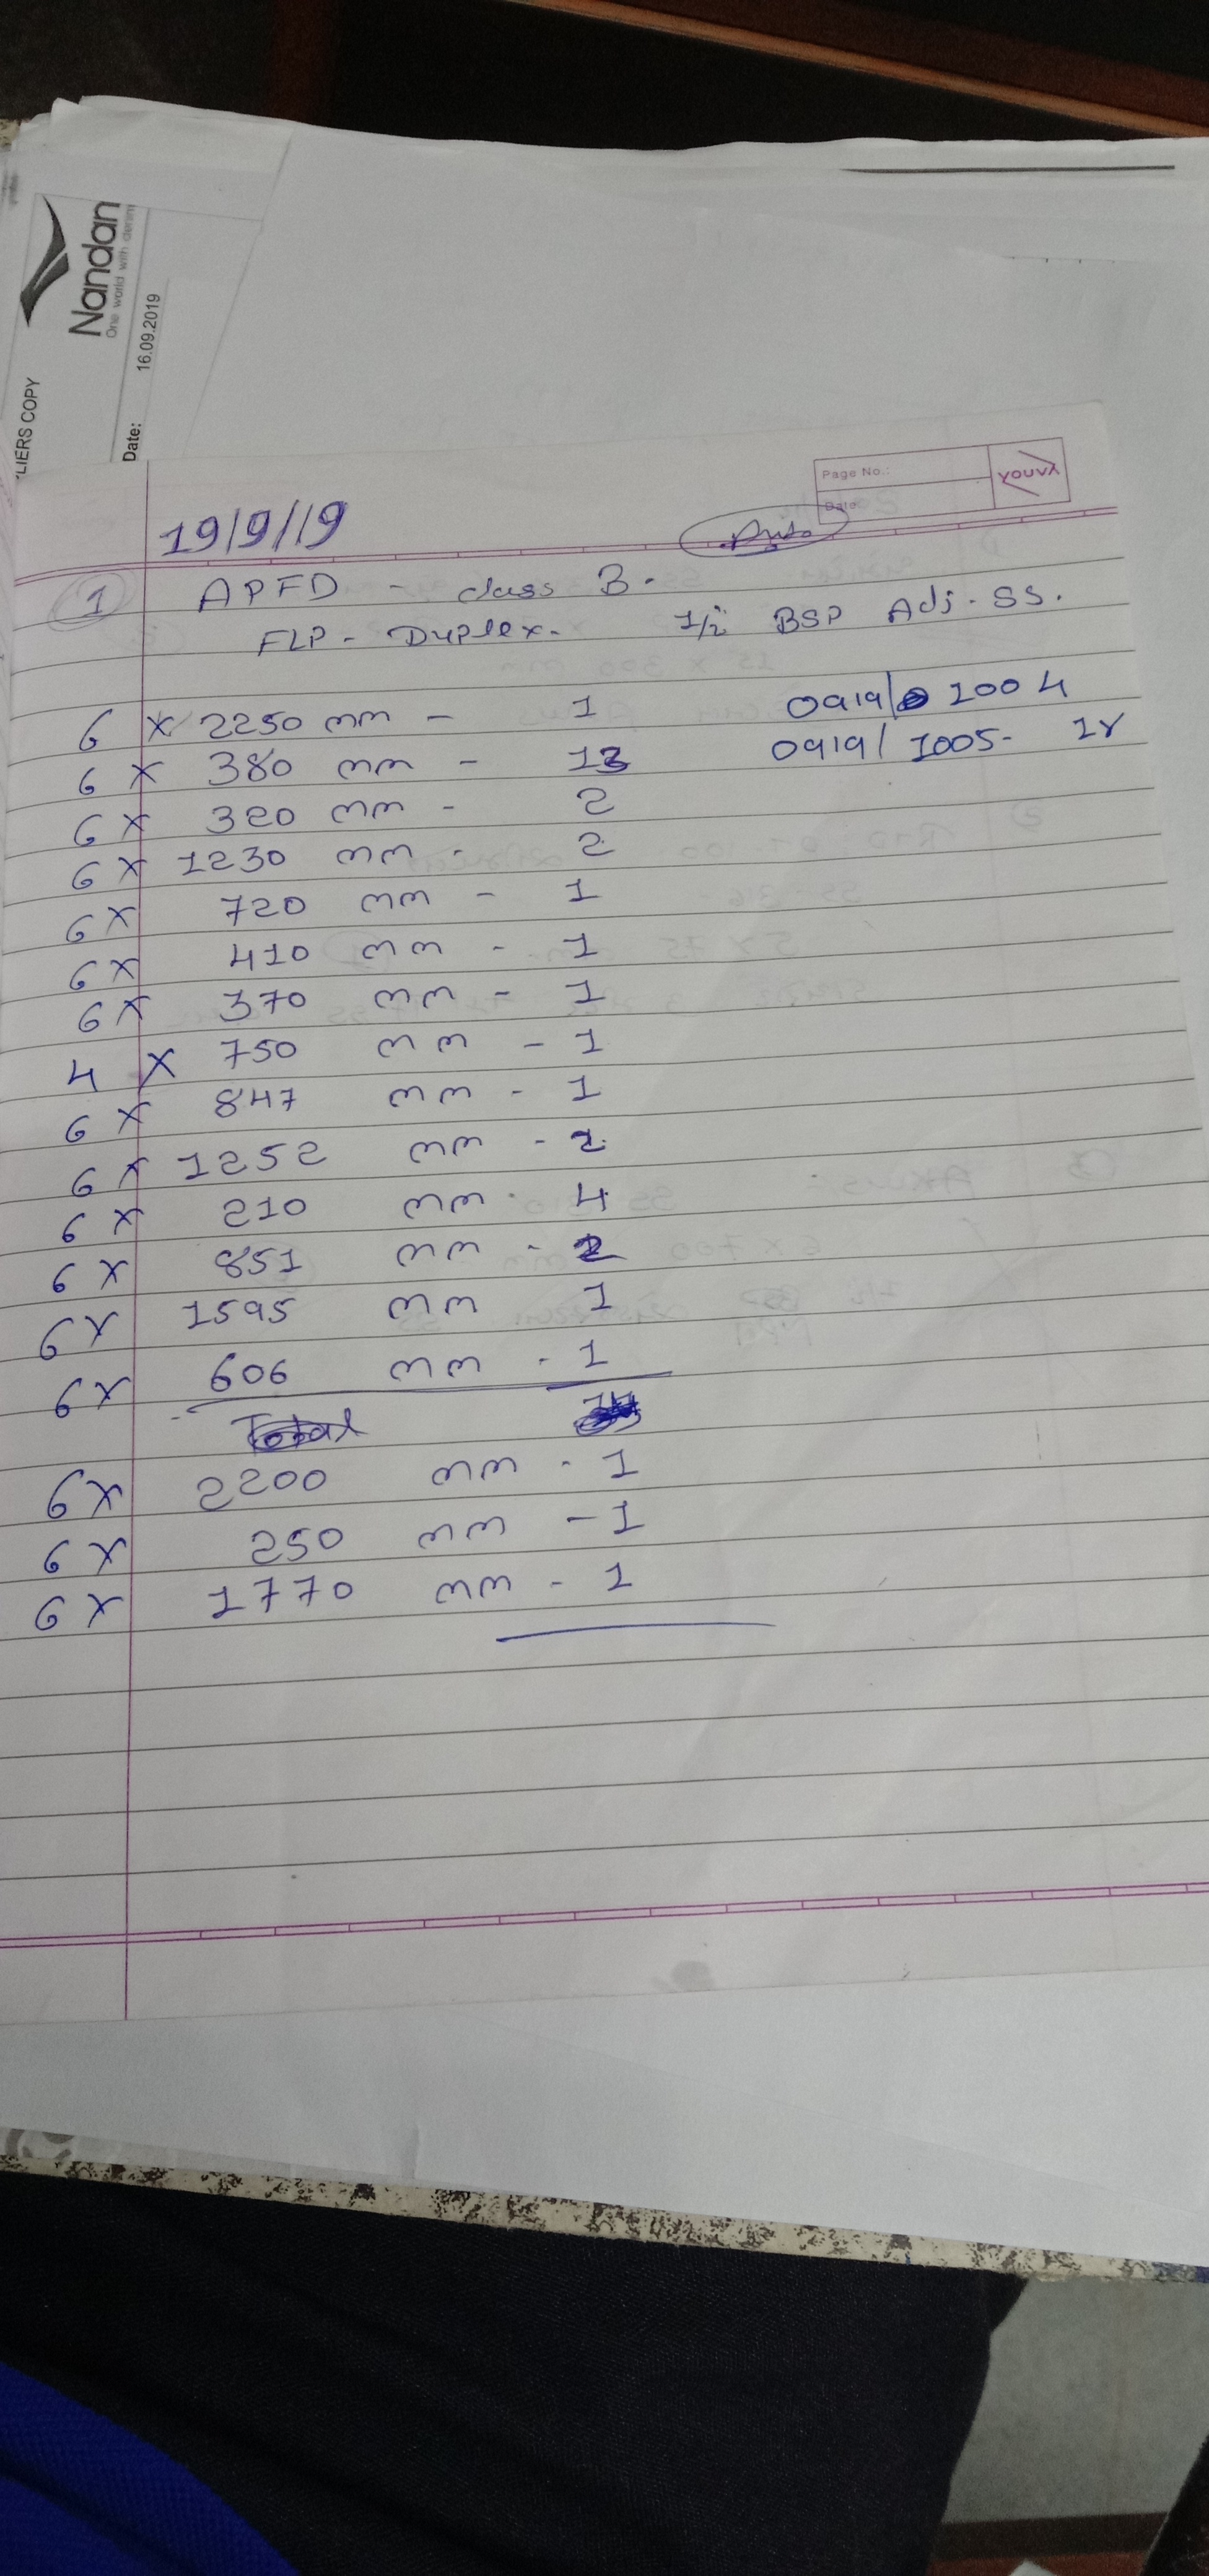 LIERS COPY
Nandan
One world with denim
Date: 16.09.2019
Page No.:
Date:
YOUVA
19/9/19
1 APFD - class B.
FLP - Duplex. 1/2" BSP Adj. SS.
6 X 2250 mm - 1 0919/1004
6 X 380 mm - 13 0919/1005-
6 X 320 mm - 2
6 X 1230 mm - 2
6 X 720 mm - 1
6 X 410 mm - 1
6 X 370 mm - 1
4 X 750 mm - 1
6 X 847 mm - 1
6 X 1252 mm - 2
6 X 210 mm - 4
6 X 851 mm - 2
6 X 1595 mm 1
6 X 606 mm - 1
Total
6 X 2200 mm - 1
6 X 250 mm - 1
6 X 1770 mm - 1